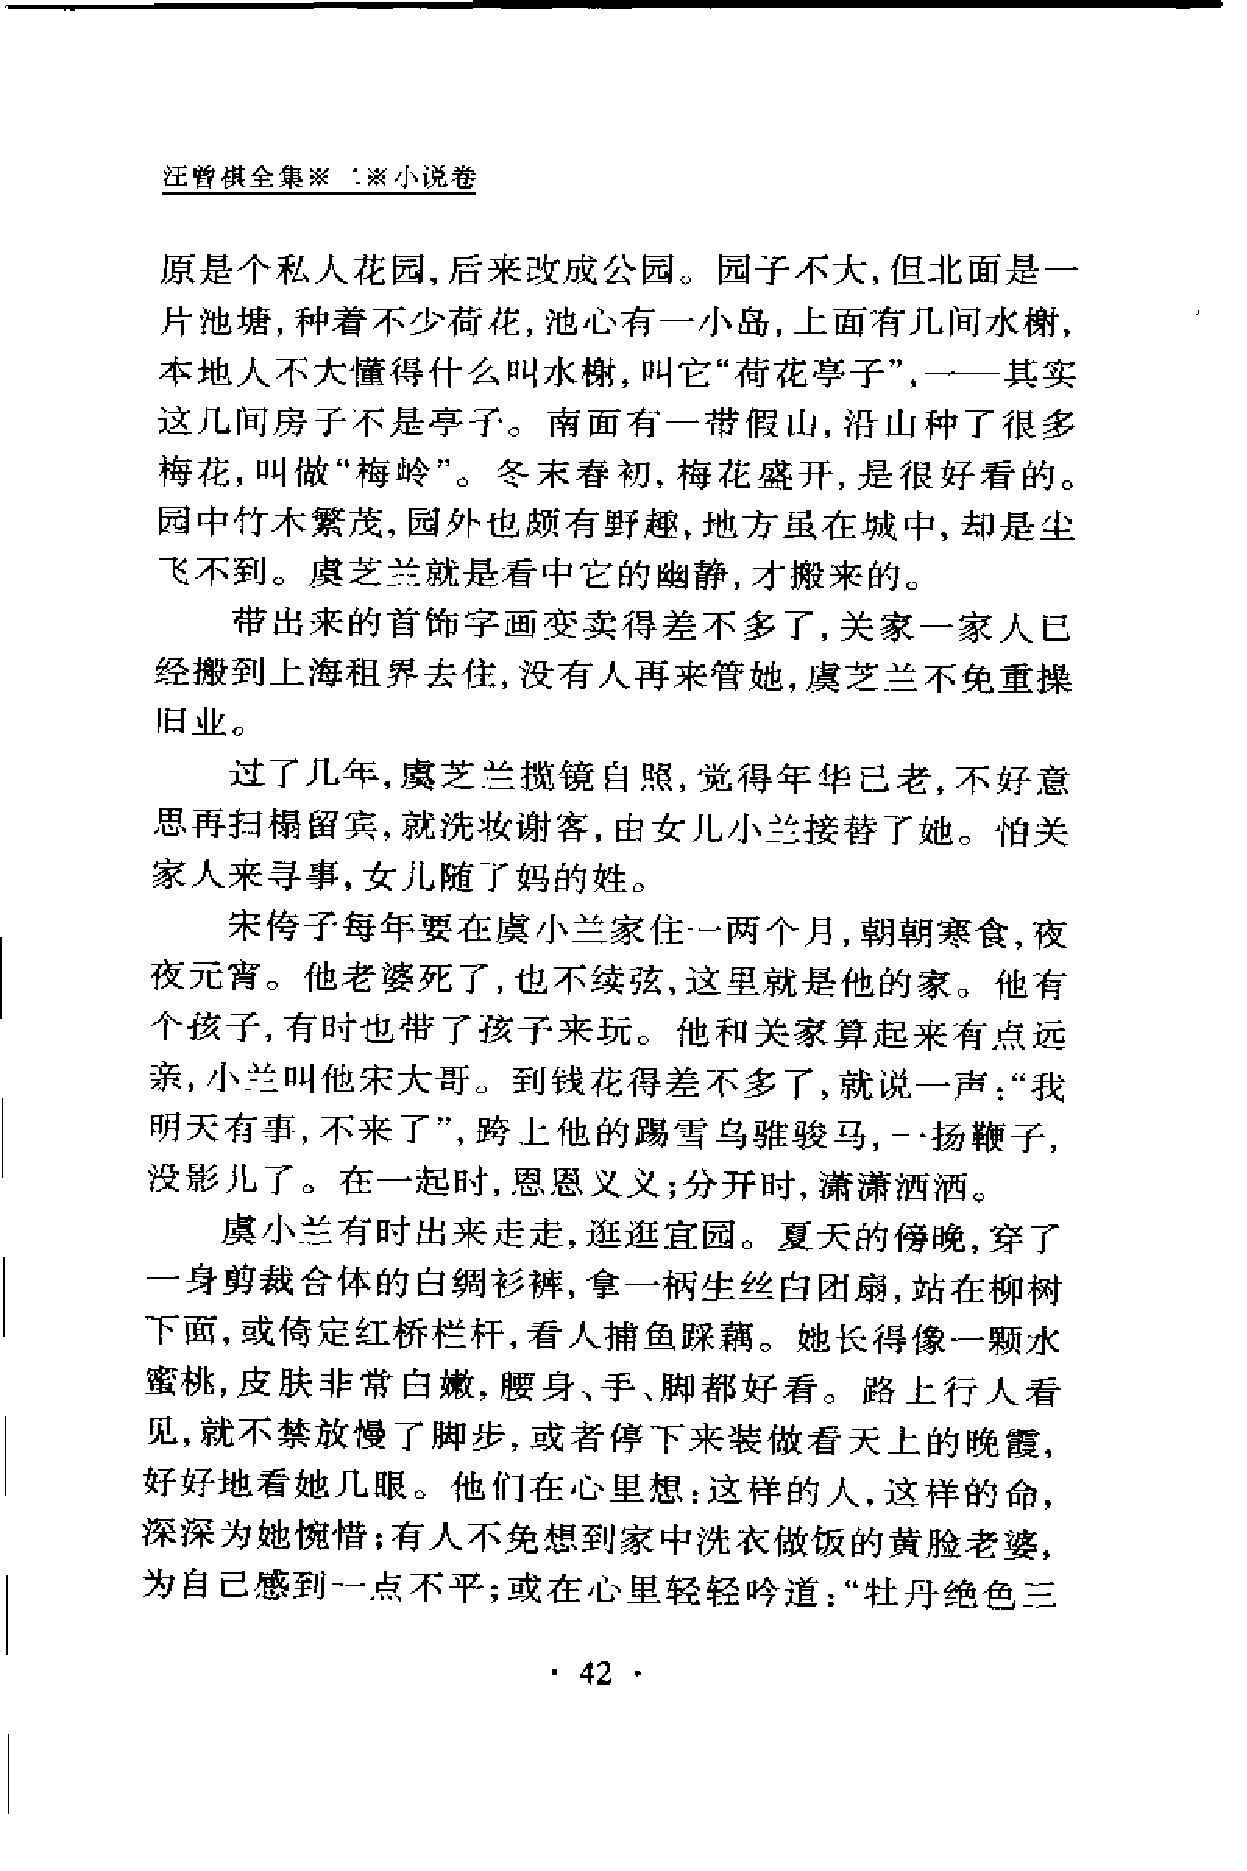 汪曾祺全集※二※小说卷
原是个私人花园,后来改成公园。园子不大,但北面是一
片池塘,种着不少荷花,池心有一小岛,上面有几间水榭,
本地人不大懂得什么叫水榭,叫它“荷花亭子”,——其实
这几间房子不是亭子。南面有一带假山,沿山种了很多
梅花,叫做“梅岭”。冬末春初,梅花盛开,是很好看的。
园中竹木繁茂,园外也颇有野趣,地方虽在城中,却是尘
飞不到。虞芝兰就是看中它的幽静,才搬来的。
带出来的首饰字画变卖得差不多了,关家一家人已
经搬到上海租界去住,没有人再来管她,虞芝兰不免重操
旧业。
过了几年,虞芝兰揽镜自照,觉得年华已老,不好意
思再扫榻留宾,就洗妆谢客,由女儿小兰接替了她。怕关
家人来寻事,女儿随了妈的姓。
宋侉子每年要在虞小兰家住一两个月,朝朝寒食,夜
夜元宵。他老婆死了,也不续弦,这里就是他的家。他有
个孩子,有时也带了孩子来玩。他和关家算起来有点远
亲,小兰叫他宋大哥。到钱花得差不多了,就说一声:“我
明天有事,不来了”,跨上他的踢雪乌骓骏马,一扬鞭子,
没影儿了。在一起时,恩恩义义;分开时,潇潇洒洒。
虞小兰有时出来走走,逛逛宜园。夏天的傍晚,穿了
一身剪裁合体的白绸衫裤,拿一柄生丝白团扇,站在柳树
下面,或倚定红桥栏杆,看人捕鱼踩藕。她长得像一颗水
蜜桃,皮肤非常白嫩,腰身、手、脚都好看。路上行人看
见,就不禁放慢了脚步,或者停下来装做看天上的晚霞,
好好地看她几眼。他们在心里想:这样的人,这样的命,
深深为她惋惜;有人不免想到家中洗衣做饭的黄脸老婆,
为自己感到一点不平;或在心里轻轻吟道:“牡丹绝色三
· 42 ·